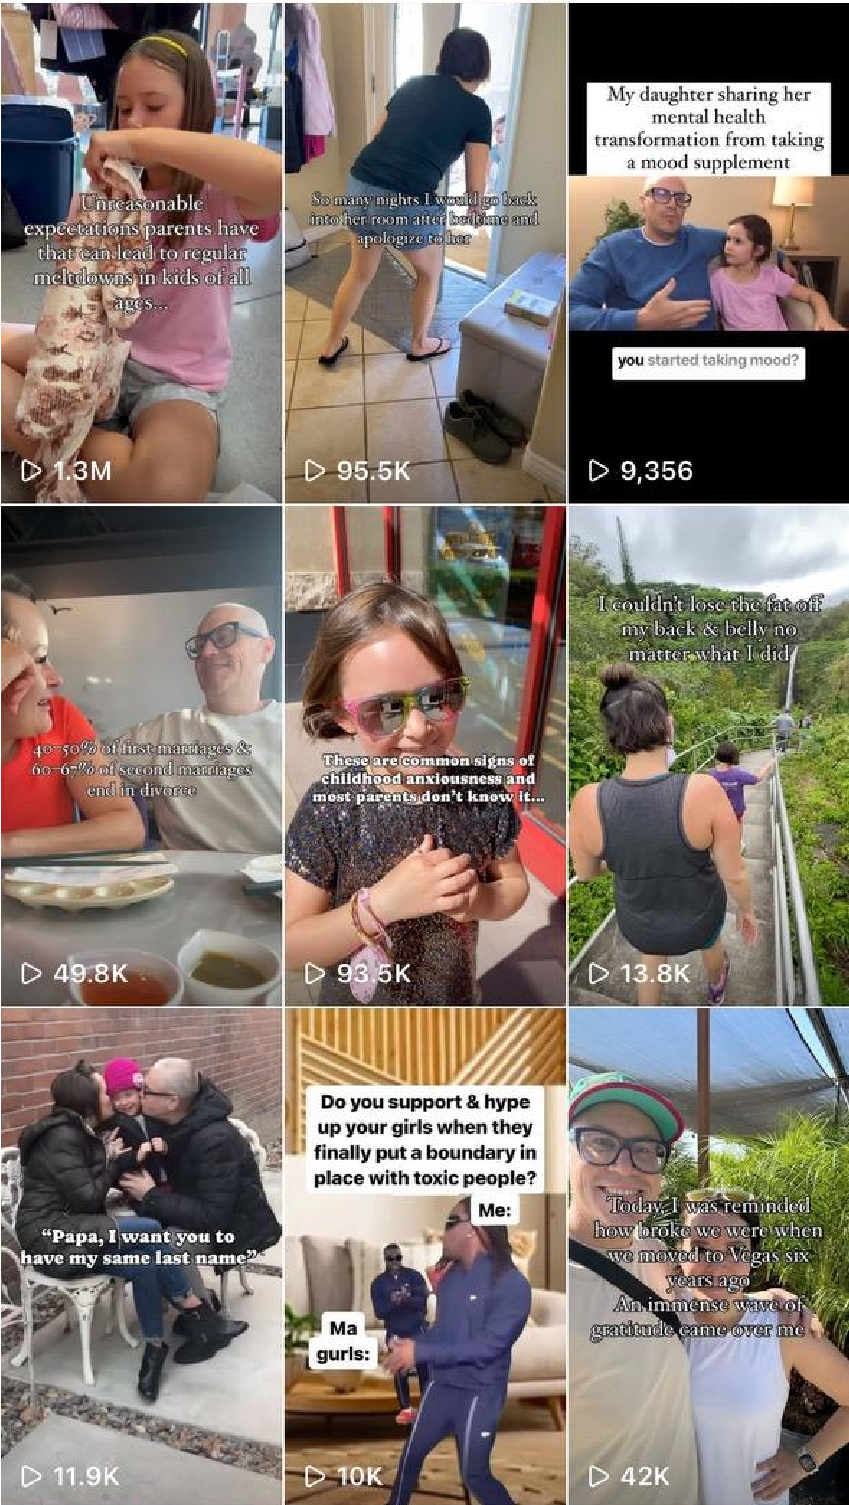 Unreasonable
expectations parents have
that can lead to regular
meltdowns in kids of all
ages...
1.3M
So many nights I would go back
into her room after bedtime and
apologize to her
95.5K
My daughter sharing her
mental health
transformation from taking
a mood supplement
you started taking mood?
9,356
40-50% of first marriages &
60-67% of second marriages
end in divorce
49.8K
These are common signs of
childhood anxiousness and
most parents don't know it...
93.5K
I couldn't lose the fat off
my back & belly no
matter what I did
13.8K
"Papa, I want you to
have my same last name"
11.9K
Do you support & hype
up your girls when they
finally put a boundary in
place with toxic people?
Me:
Ma
gurls:
10K
Today, I was reminded
how broke we were when
we moved to Vegas six
years ago
An immense wave of
gratitude came over me
42K